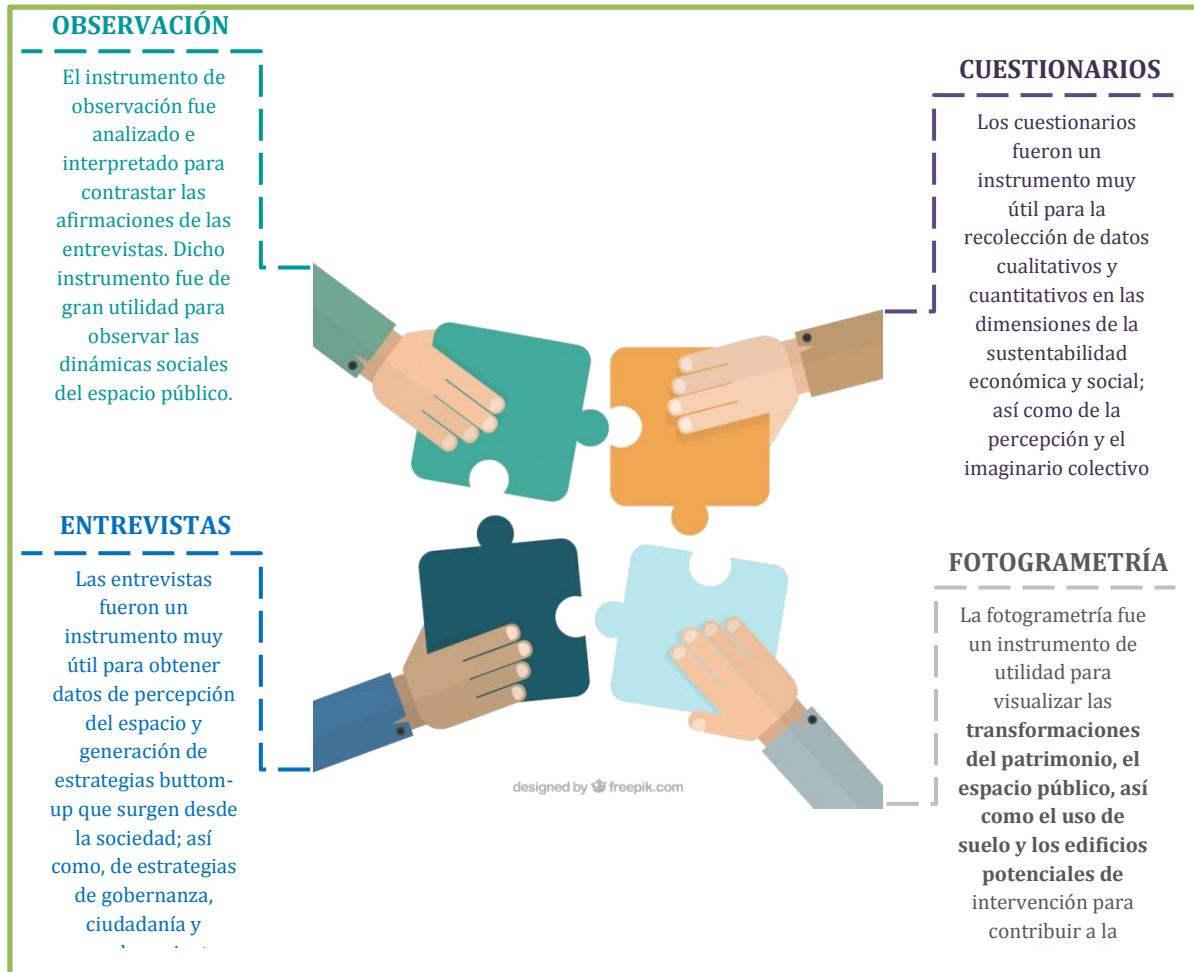 OBSERVACIÓN
El instrumento de
observación fue
analizado e
interpretado para
contrastar las
afirmaciones de las
entrevistas. Dicho
instrumento fue de
gran utilidad para
observar las
dinámicas sociales
del espacio público.
CUESTIONARIOS
Los cuestionarios
fueron un
instrumento muy
útil para la
recolección de datos
cualitativos y
cuantitativos en las
dimensiones de la
sustentabilidad
económica y social;
así como de la
percepción y el
imaginario colectivo
ENTREVISTAS
Las entrevistas
fueron un
instrumento muy
útil para obtener
datos de percepción
del espacio y
generación de
estrategias buttom-
up que surgen desde
la sociedad; así
como, de estrategias
de gobernanza,
ciudadanía y
FOTOGRAMETRÍA
La fotogrametría fue
un instrumento de
utilidad para
visualizar las
transformaciones
del patrimonio, el
espacio público, así
como el uso de
suelo y los edificios
potenciales de
intervención para
contribuir a la
designed by freepik.com